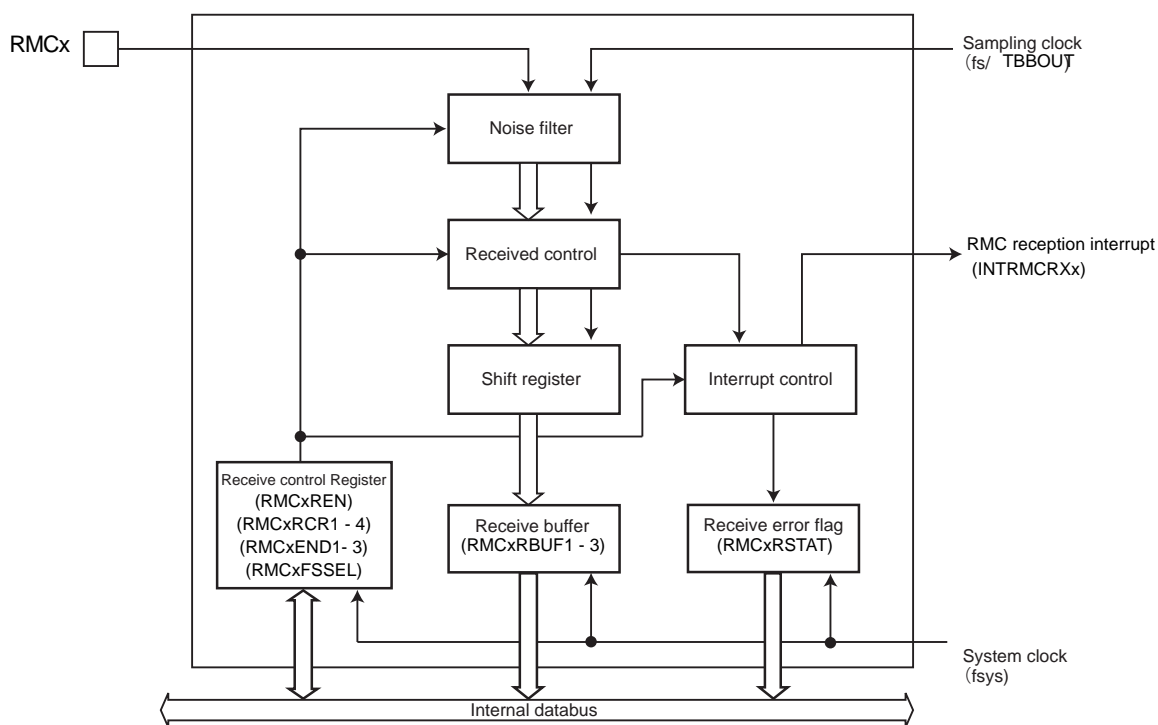 RMCx
Sampling clock
(fs/ TBBOUT)
Noise filter
Received control
RMC reception interrupt
(INTRMCRXx)
Shift register
Interrupt control
Receive control Register
(RMCxREN)
(RMCxRCR1 - 4)
(RMCxEND1- 3)
(RMCxFSSEL)
Receive buffer
(RMCxRBUF1 - 3)
Receive error flag
(RMCxRSTAT)
System clock
(fsys)
Internal databus